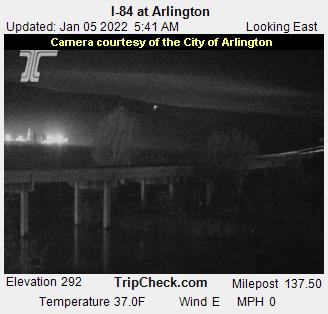 I-84 at Arlington
Updated: Jan 05 2022 5:41 AM Looking East
Camera courtesy of the City of Arlington
Elevation 292 TripCheck.com Milepost 137.50
Temperature 37.0F Wind E MPH 0